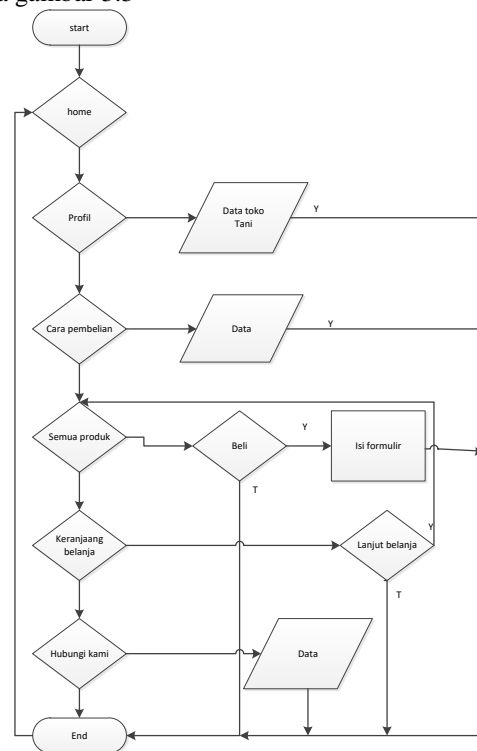 gambar 3.3
start
home
Profil
Data toko
Tani
Y
Cara pembelian
Data
Y
Semua produk
Beli
Y
Isi formulir
T
Keranjaang
belanja
Lanjut belanja
Y
T
Hubungi kami
Data
End